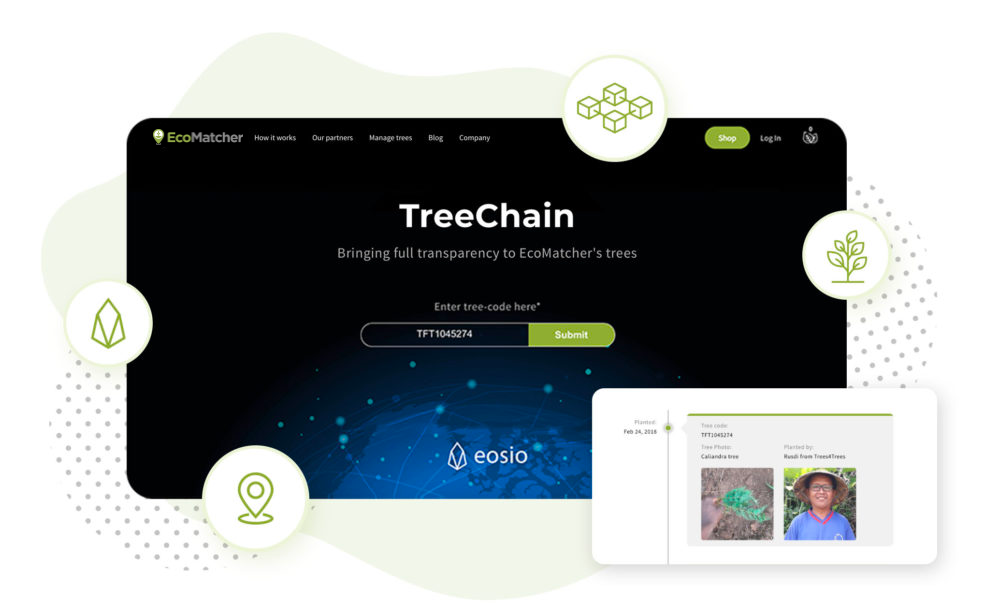 EcoMatcher
How it works
Our partners
Manage trees
Blog
Company
Shop
Log In
0
TreeChain
Bringing full transparency to EcoMatcher's trees
Enter tree-code here*
TFT1045274
Submit
eosio
Planted:
Feb 24, 2018
Tree code:
TFT1045274
Tree Photo:
Caliandra tree
Planted by:
Rusdi from Trees4Trees